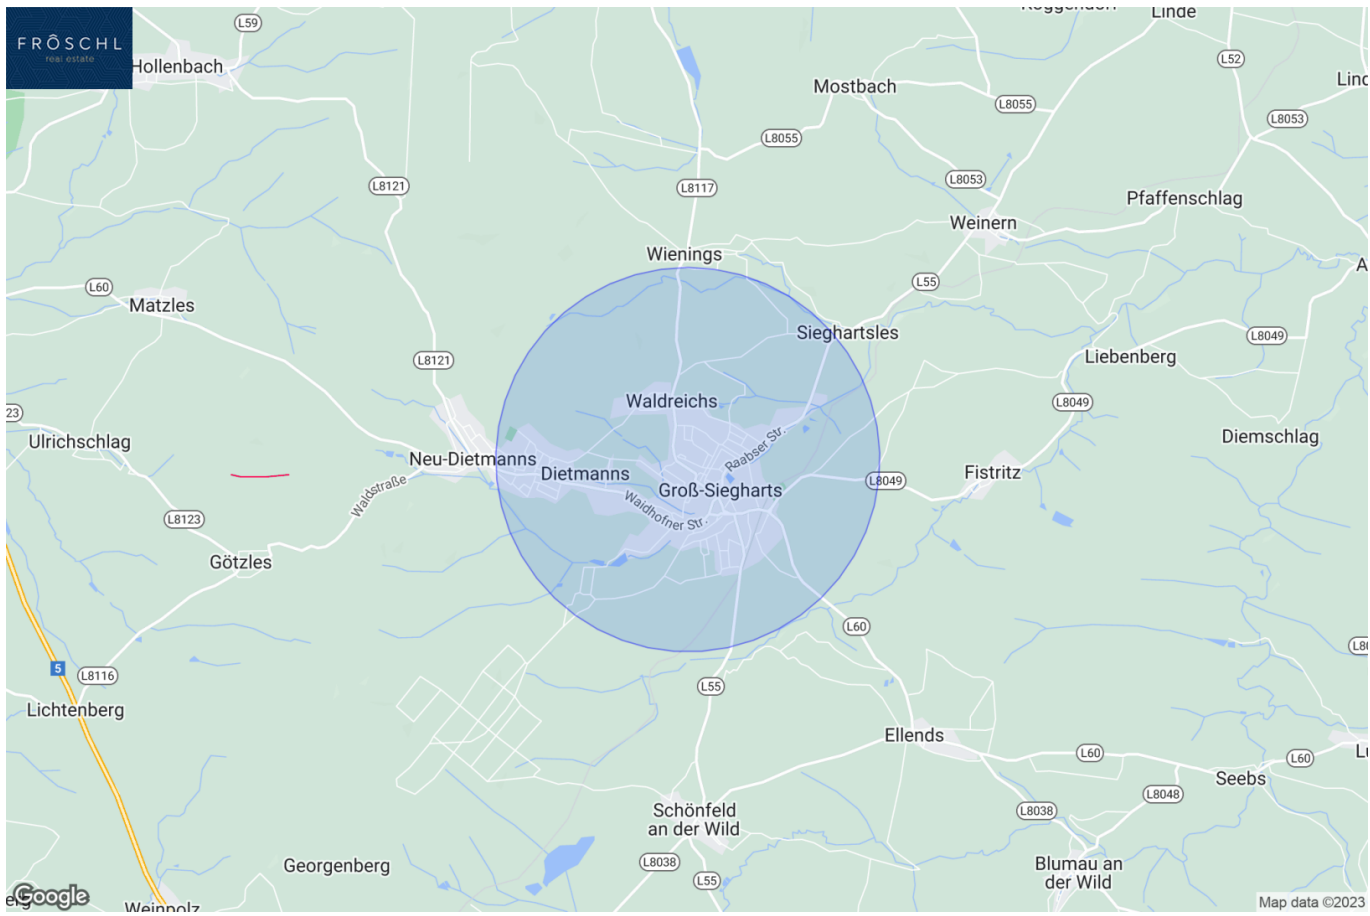 FRÔSCHL
real estate
Linde
L59
L52
Hollenbach
Mostbach
L8055
L8053
L8055
L8121
L8117
L8053
Pfaffenschlag
Weinern
Wienings
L60
L55
Matzles
Sieghartsles
L8049
Liebenberg
L8121
Waldreichs
L8049
23
Ulrichschlag
Diemschlag
Raabser Str.
Neu-Dietmanns
Dietmanns
Fistritz
L8049
Groß-Siegharts
Waldstraße
Waidhofner Str.
L8123
Götzles
L60
5
L8116
L55
Lichtenberg
Ellends
L60
L60
Seebs
L8048
Schönfeld
an der Wild
L8038
L8038
Georgenberg
Blumau an
der Wild
L55
Google
Weinpolz
Map data ©2023